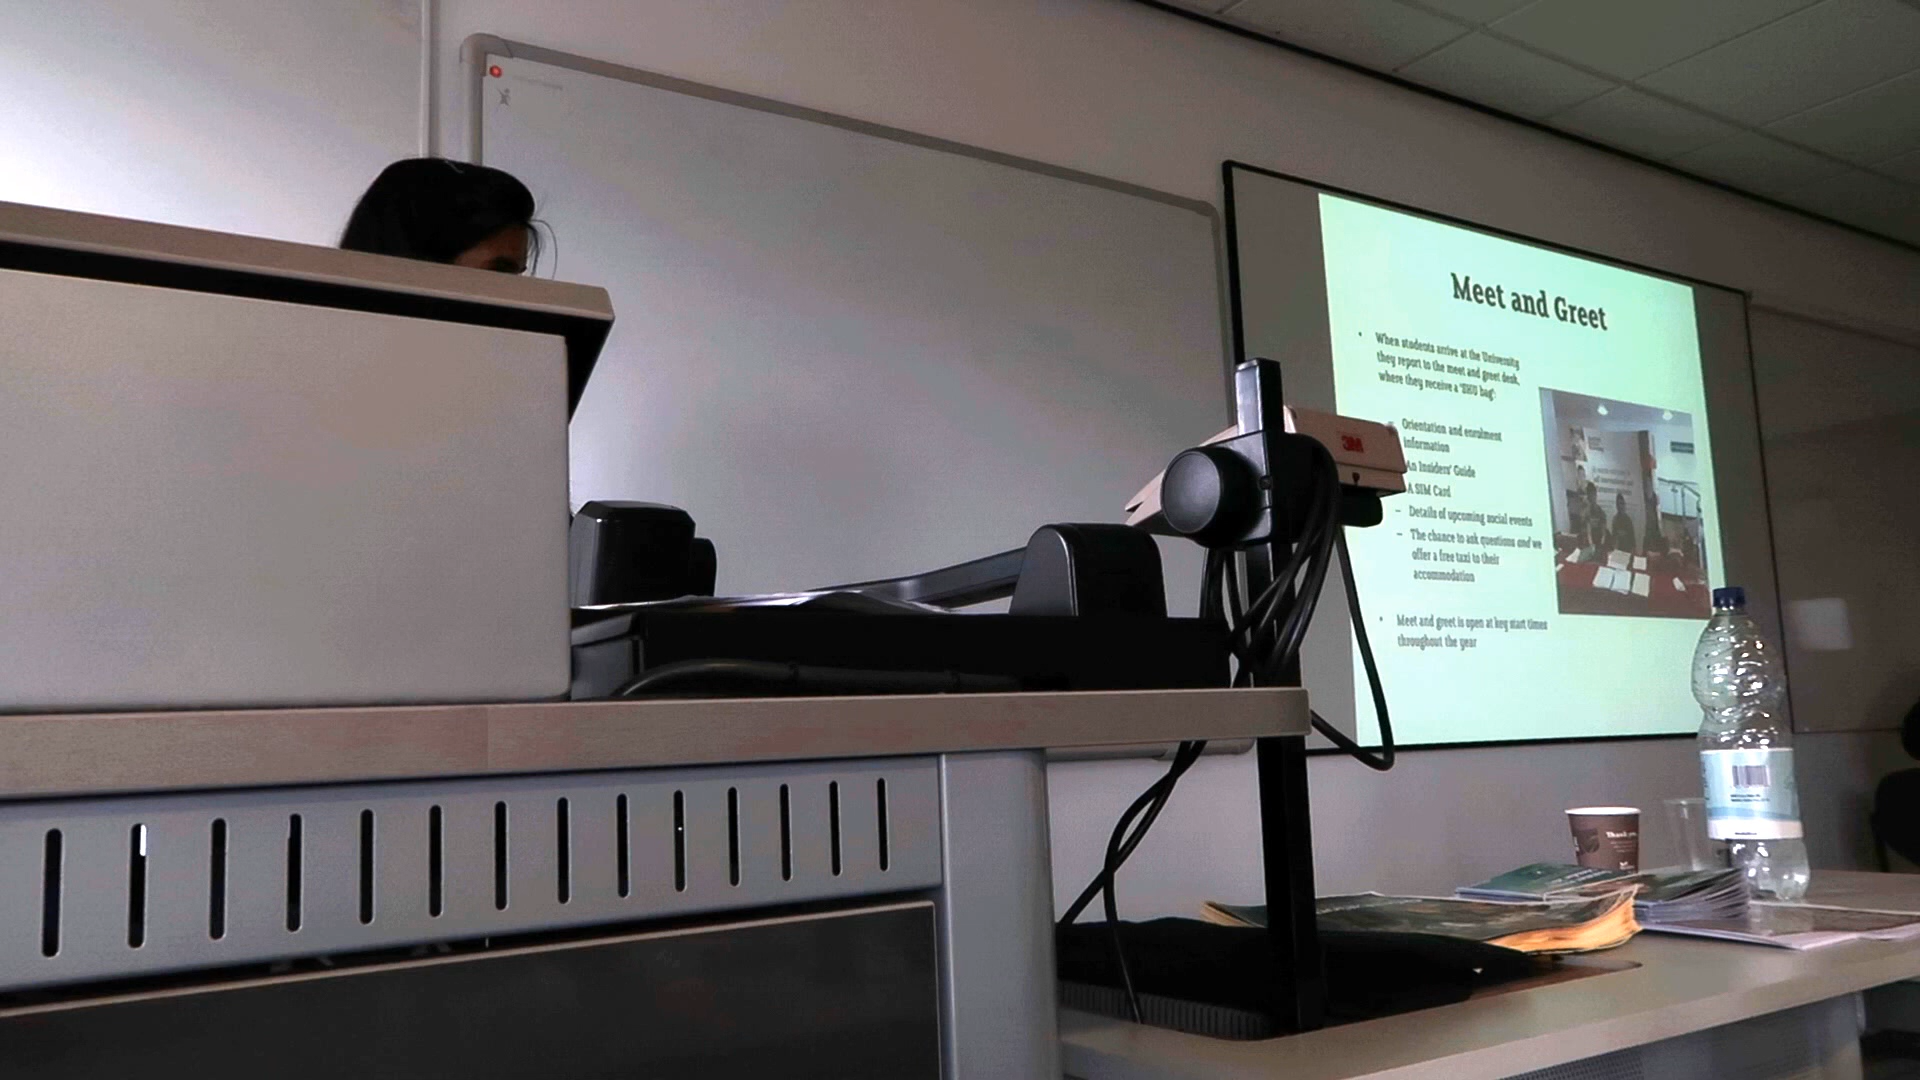 Meet and Greet
• When students arrive at the University
they report to the meet and greet desk,
where they receive a 'SHU bag':
Orientation and enrolment
information
An Insiders' Guide
A SIM Card
– Details of upcoming social events
– The chance to ask questions and we
offer a free taxi to their
accommodation
• Meet and greet is open at key start times
throughout the year
3M
Thank you